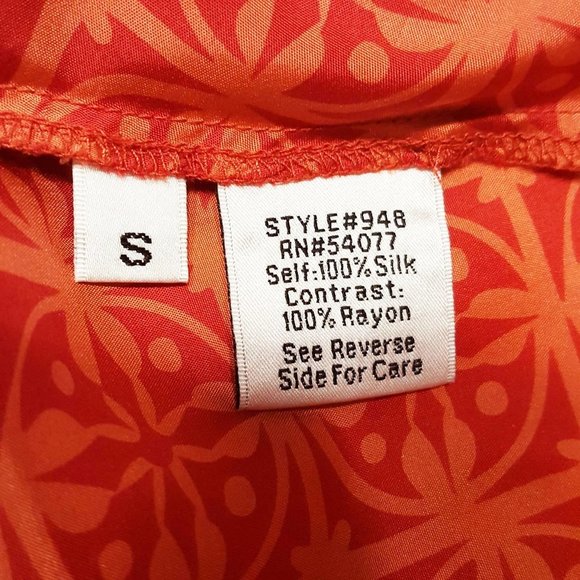 S
STYLE#948
RN#54077
Self:100% Silk
Contrast:
100% Rayon
See Reverse
Side For Care